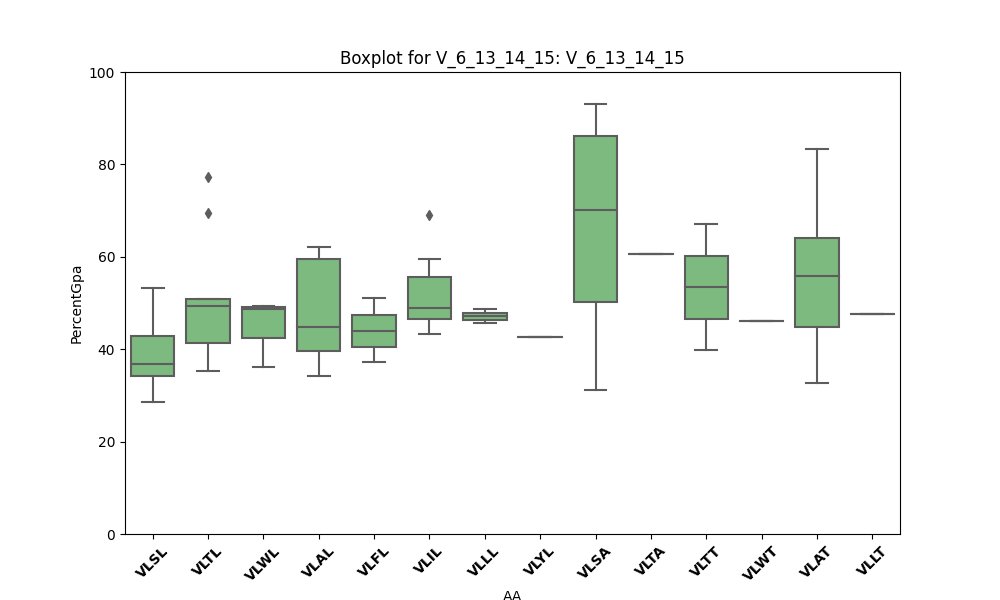 Boxplot for V_6_13_14_15: V_6_13_14_15
PercentGpa
100
80
60
40
20
0
VLSL VLTL VLWL VLAL VLFL VLIL VLLL VLYL VLSA VLTA VLTT VLWT VLAT VLLT
AA